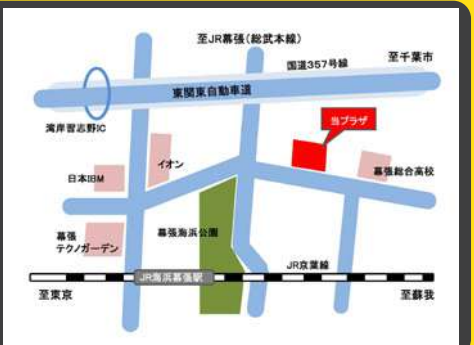 至JR幕張(総武本線)
国道357号線
至千葉市
東関東自動車道
湾岸習志野IC
当プラザ
イオン
日本IBM
幕張総合高校
幕張
テクノガーデン
幕張海浜公園
JR京葉線
JR海浜幕張駅
至東京
至蘇我